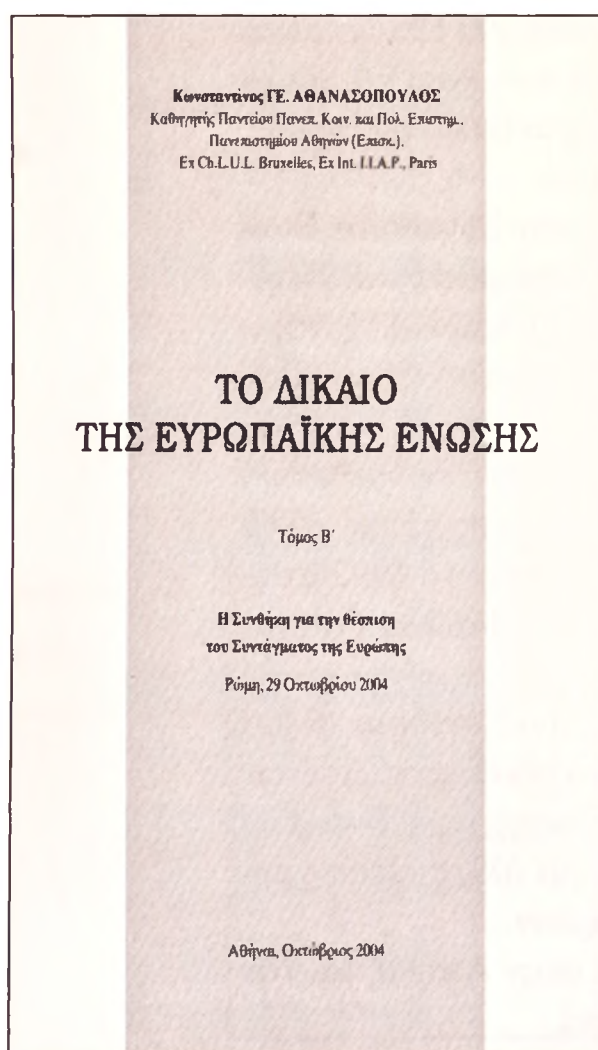 Κωνσταντίνος ΓΕ. ΑΘΑΝΑΣΟΠΟΥΛΟΣ
Καθηγητής Παντείου Πανεπ. Κοιν. και Πολ. Επιστημ.,
Πανεπιστημίου Αθηνών (Επισκ.).
Ex Ch.L.U.L. Bruxelles, Ex Int. I.I.A.P., Paris
ΤΟ ΔΙΚΑΙΟ
ΤΗΣ ΕΥΡΩΠΑΪΚΗΣ ΕΝΩΣΗΣ
Τόμος Β΄
Η Συνθήκη για την θέσπιση
του Συντάγματος της Ευρώπης
Ρώμη, 29 Οκτωβρίου 2004
Αθήνα, Οκτώβριος 2004